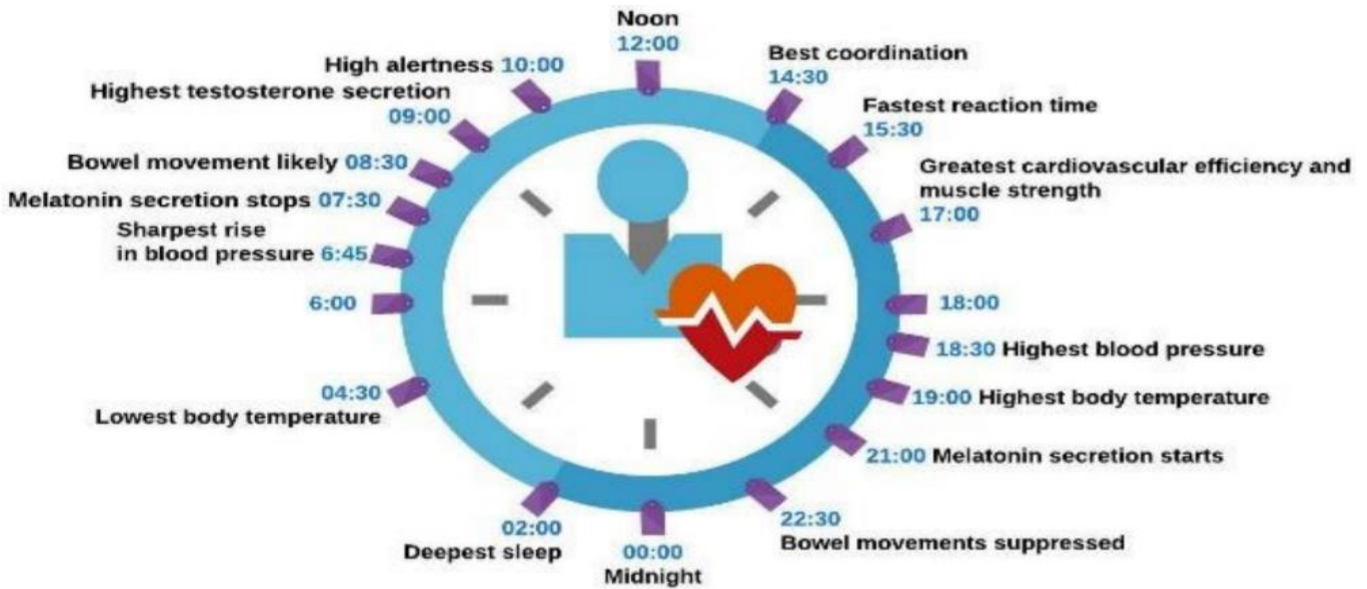 Noon
12:00
Best coordination
14:30
Fastest reaction time
15:30
Greatest cardiovascular efficiency and
muscle strength
17:00
18:00
18:30 Highest blood pressure
19:00 Highest body temperature
21:00 Melatonin secretion starts
22:30
Bowel movements suppressed
00:00
Midnight
02:00
Deepest sleep
04:30
Lowest body temperature
6:00
Sharpest rise
in blood pressure 6:45
Melatonin secretion stops 07:30
Bowel movement likely 08:30
Highest testosterone secretion
09:00
High alertness 10:00